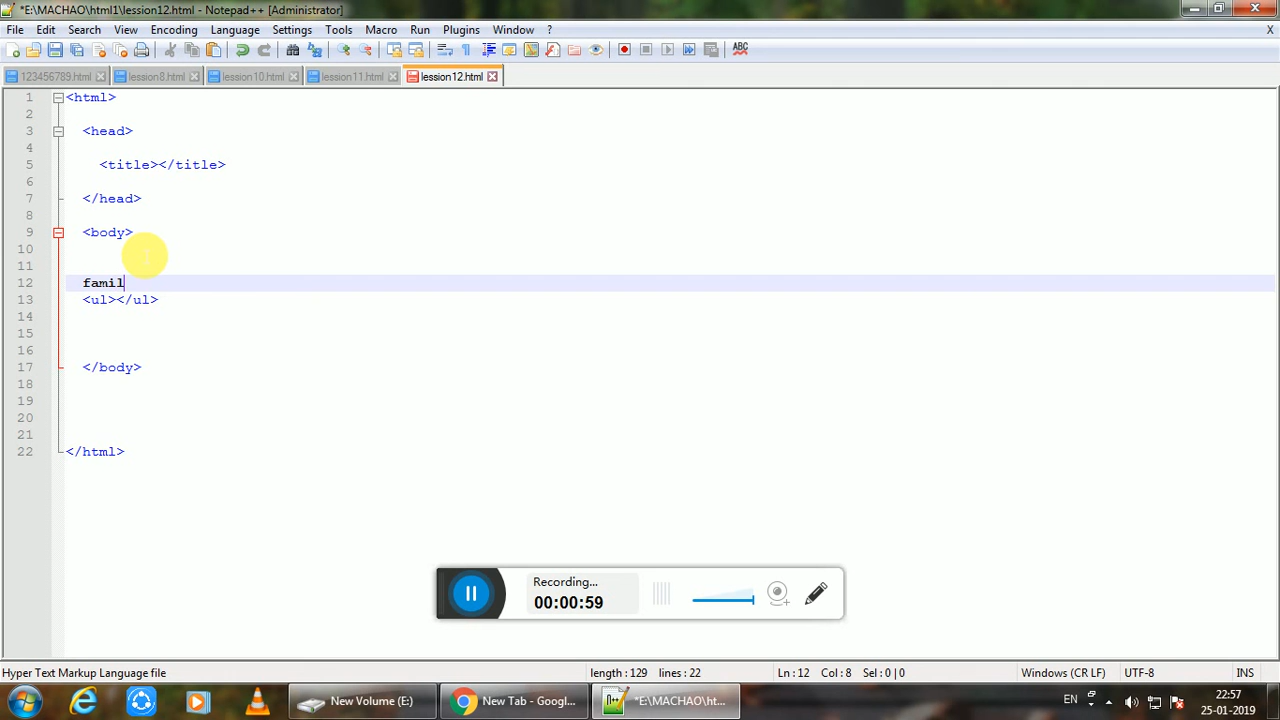 *E:\MACHAO\html1\lession12.html - Notepad++ [Administrator]
File Edit Search View Encoding Language Settings Tools Macro Run Plugins Window ? X
ABC
123456789.html lession8.html lession10.html lession11.html lession12.html
1 <html>
2
3 <head>
4
5 <title></title>
6
7 </head>
8
9 <body>
10
11
12 famil
13 <ul></ul>
14
15
16
17 </body>
18
19
20
21
22 </html>
Recording...
00:00:59
Hyper Text Markup Language file length : 129 lines : 22 Ln : 12 Col : 8 Sel : 0 | 0 Windows (CR LF) UTF-8 INS
New Volume (E:) New Tab - Googl... *E:\MACHAO\ht... EN 22:57
25-01-2019